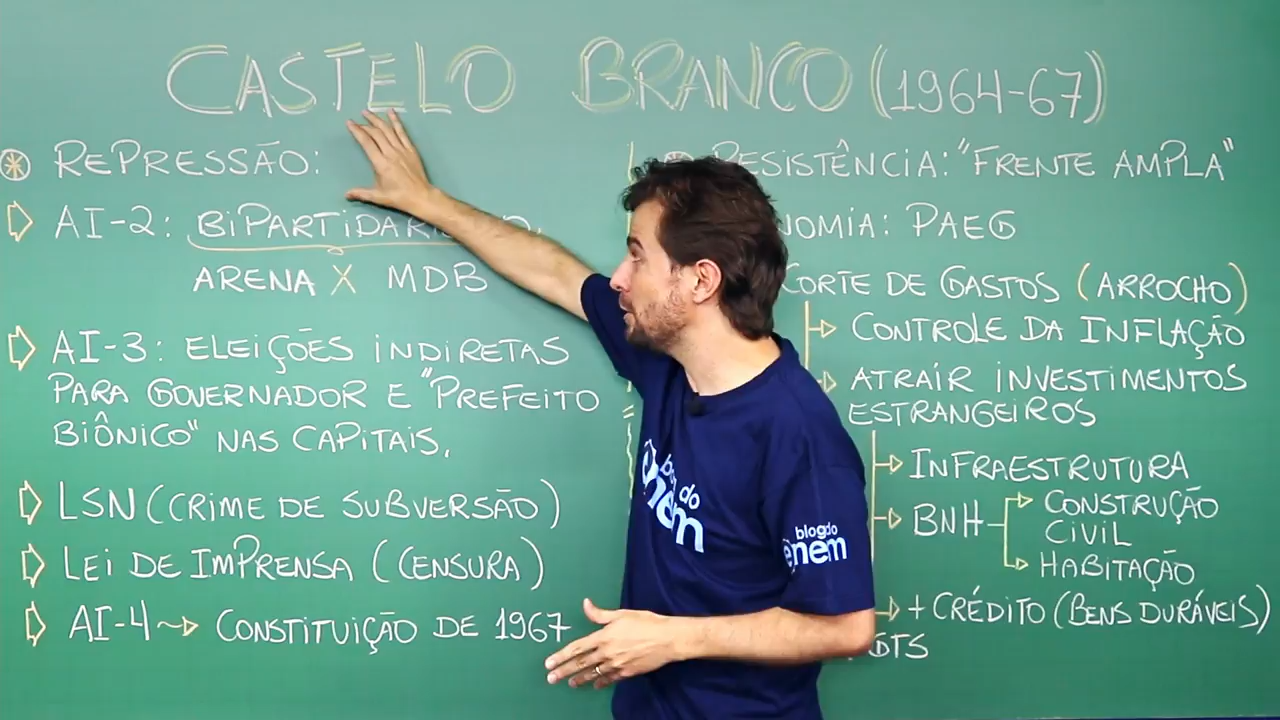 CASTELO BRANCO (1964-67)
REPRESSÃO:
AI-2: BIPARTIDARISMO.
ARENA X MDB
AI-3: ELEIÇÕES INDIRETAS
PARA GOVERNADOR E "PREFEITO
BIÔNICO" NAS CAPITAIS.
LSN (CRIME DE SUBVERSÃO)
LEI DE IMPRENSA (CENSURA)
AI-4 → CONSTITUIÇÃO DE 1967
RESISTÊNCIA: "FRENTE AMPLA"
NOMIA: PAEG
CORTE DE GASTOS (ARROCHO)
CONTROLE DA INFLAÇÃO
ATRAIR INVESTIMENTOS
ESTRANGEIROS
INFRAESTRUTURA
BNH
CONSTRUÇÃO
CIVIL
HABITAÇÃO
+ CRÉDITO (BENS DURÁVEIS)
blog do
enem
blogdo
enem